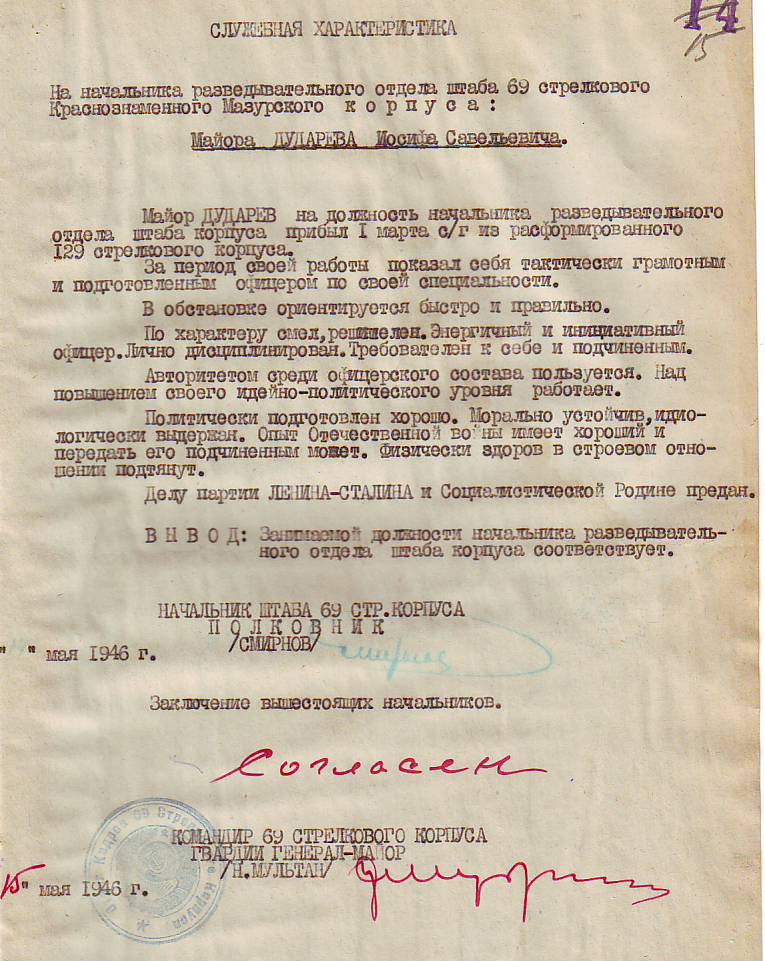 14
15
СЛУЖЕБНАЯ ХАРАКТЕРИСТИКА
На начальника разведывательного отдела штаба 69 стрелкового
Краснознаменного Мазурского к о р п у с а :
Майора ДУДАРЕВА Иосифа Савельевича.
Майор ДУДАРЕВ на должность начальника разведывательного
отдела штаба корпуса прибыл I марта с/г из расформированного
I29 стрелкового корпуса.
За период своей работы показал себя тактически грамотным
и подготовленным офицером по своей специальности.
В обстановке ориентируется быстро и правильно.
По характеру смел,решителен.Энергичный и инициативный
офицер.Лично дисциплинирован.Требователен к себе и подчиненным.
Авторитетом среди офицерского состава пользуется. Над
повышением своего идейно-политического уровня работает.
Политически подготовлен хорошо. Морально устойчив,идио-
логически выдержан. Опыт Отечественной войны имеет хороший и
передать его подчиненным может. Физически здоров в строевом отно-
шении подтянут.
Делу партии ЛЕНИНА-СТАЛИНА и Социалистической Родине предан.
В Н В О Д: Занимаемой должности начальника разведыватель-
ного отдела штаба корпуса соответствует.
НАЧАЛЬНИК ШТАБА 69 СТР.КОРПУСА
П О Л К О В Н И К
/СМИРНОВ/
" " мая I946 г.
Заключение вышестоящих начальников.
Согласен
КОМАНДИР 69 СТРЕЛКОВОГО КОРПУСА
ГВАРДИИ ГЕНЕРАЛ-МАЙОР
/Н.МУЛЬТАН/
15" мая I946 г.